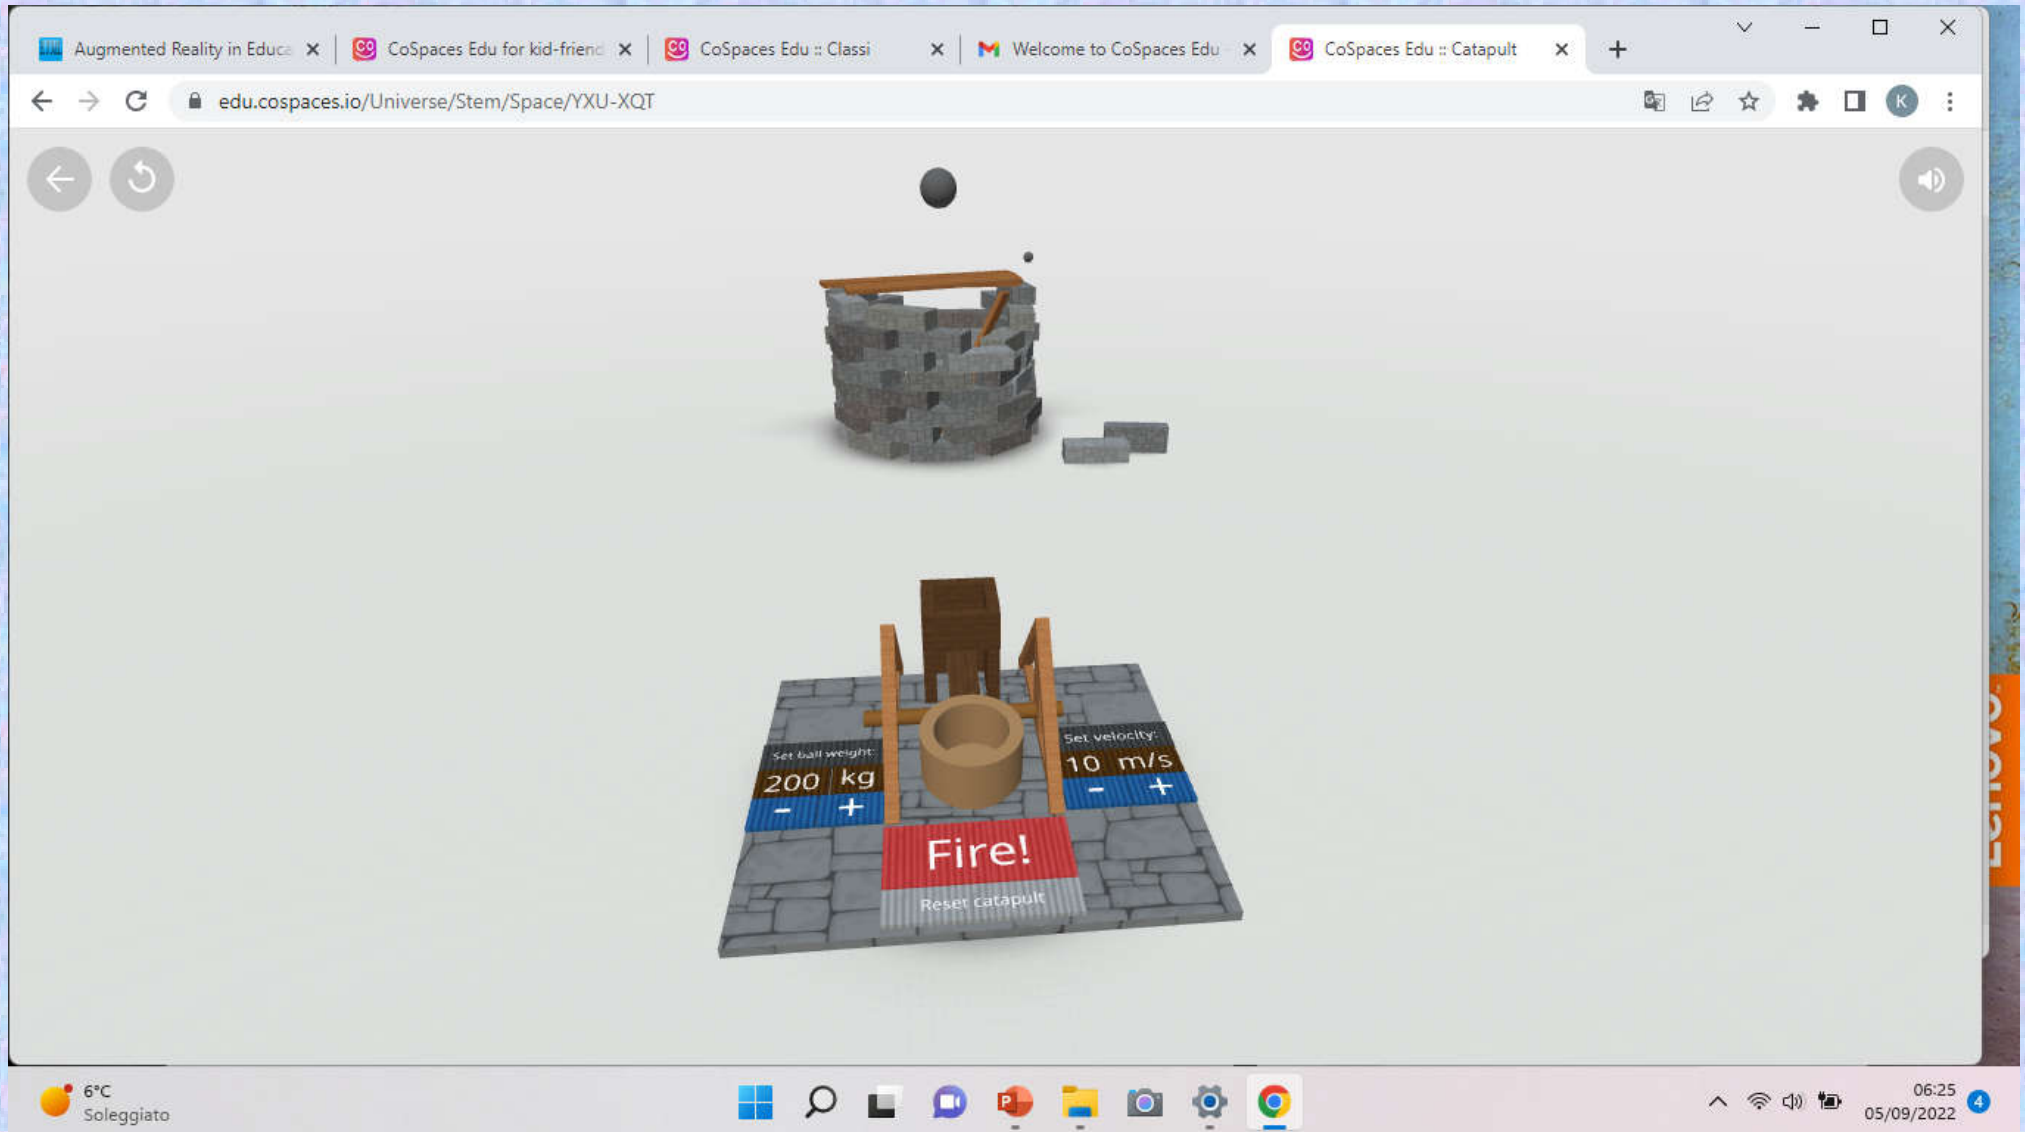 Augmented Reality in Educa
CoSpaces Edu for kid-friend
CoSpaces Edu :: Classi
Welcome to CoSpaces Edu
CoSpaces Edu :: Catapult
edu.cospaces.io/Universe/Stem/Space/YXU-XQT
K
Set ball weight:
200 kg
- +
Set velocity:
10 m/s
- +
Fire!
Reset catapult
Lenovo
6°C
Soleggiato
06:25
05/09/2022
4